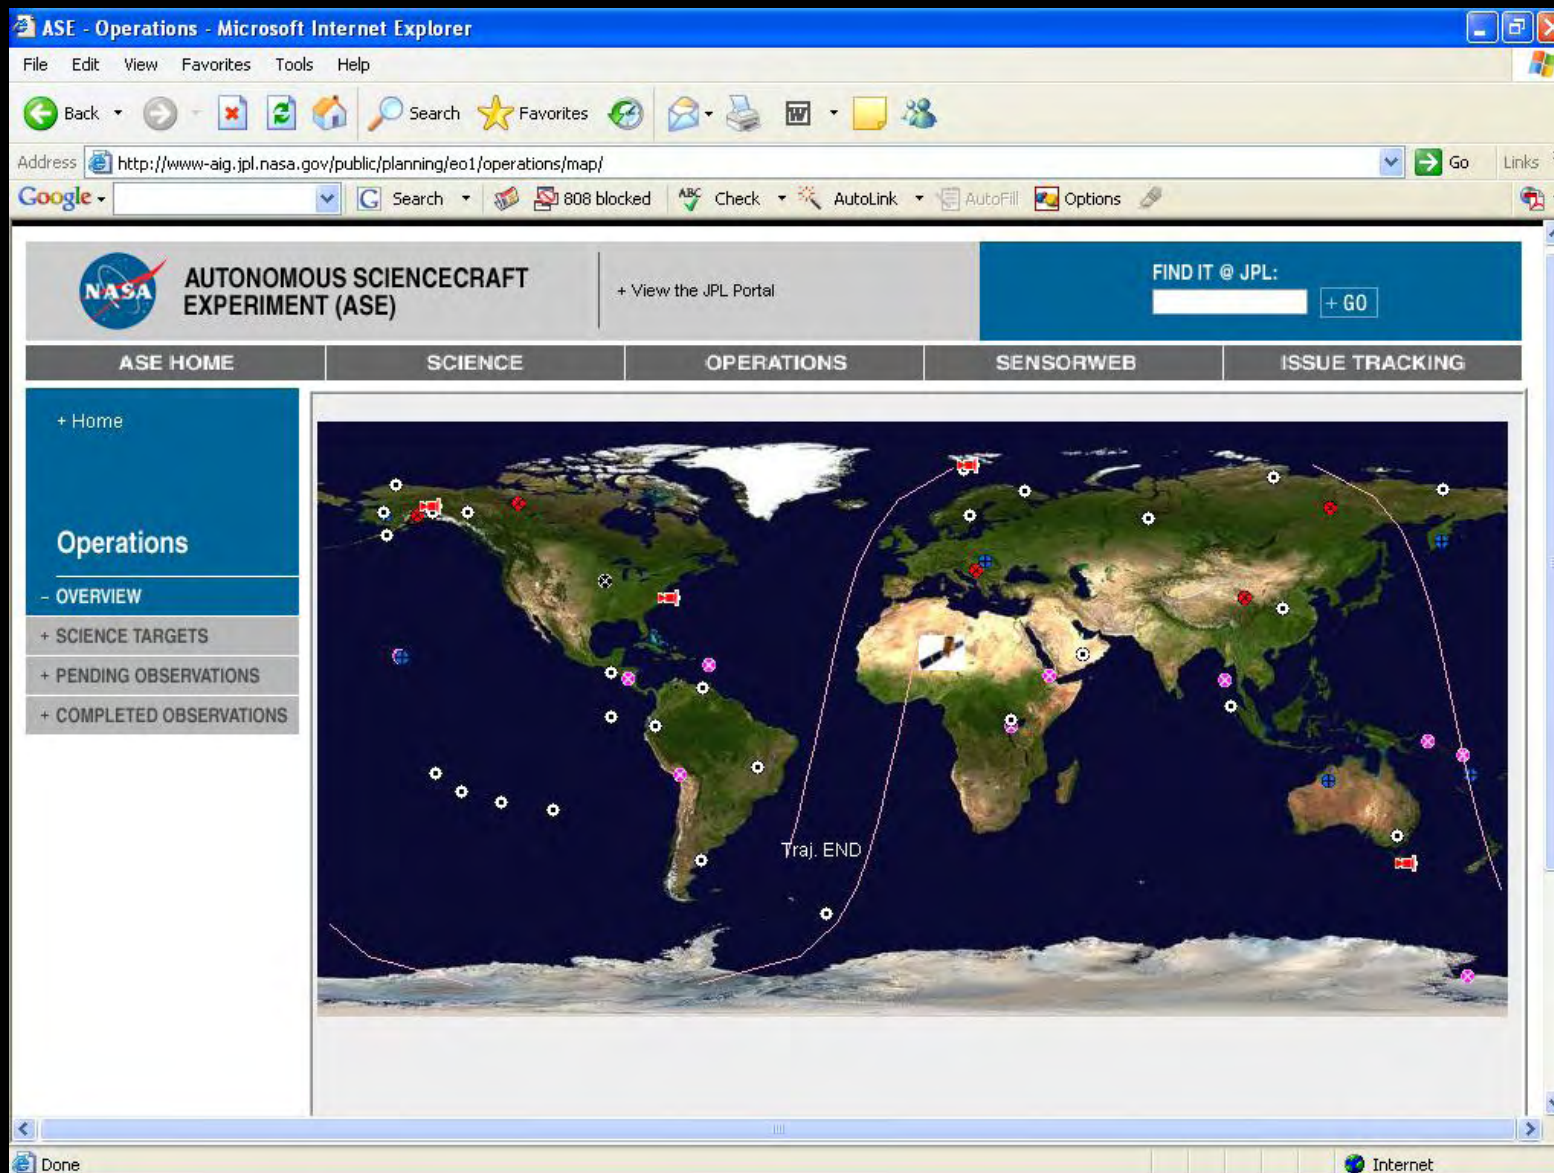 ASE - Operations - Microsoft Internet Explorer
File Edit View Favorites Tools Help
Back Search Favorites
Address http://www-aig.jpl.nasa.gov/public/planning/eo1/operations/map/ Go Links
Google Search 808 blocked ABC Check AutoLink AutoFill Options
NASA
AUTONOMOUS SCIENCECRAFT
EXPERIMENT (ASE)
+ View the JPL Portal
FIND IT @ JPL:
+ GO
ASE HOME SCIENCE OPERATIONS SENSORWEB ISSUE TRACKING
+ Home
Operations
– OVERVIEW
+ SCIENCE TARGETS
+ PENDING OBSERVATIONS
+ COMPLETED OBSERVATIONS
Traj. END
Done Internet